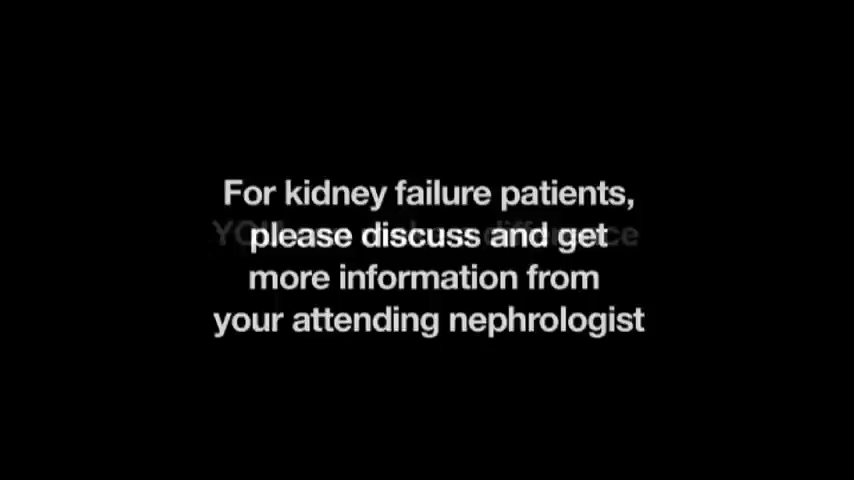 For kidney failure patients,
please discuss and get
more information from
your attending nephrologist